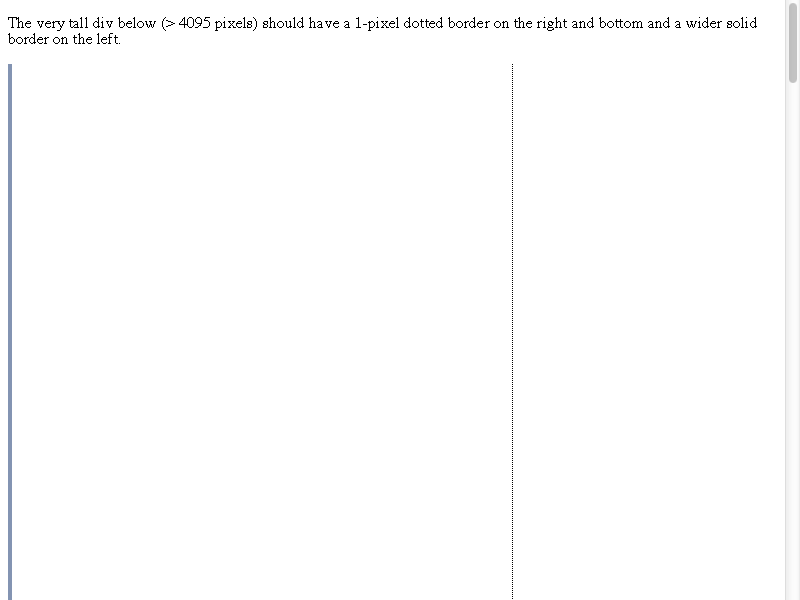 The very tall div below (> 4095 pixels) should have a 1-pixel dotted border on the right and bottom and a wider solid
border on the left.